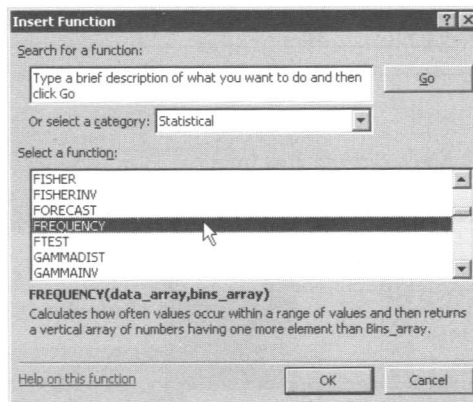 Insert Function
? ×
Search for a function:
Type a brief description of what you want to do and then
click Go
Go
Or select a category: Statistical
Select a function:
FISHER
FISHERINV
FORECAST
FREQUENCY
FTEST
GAMMADIST
GAMMAINV
FREQUENCY(data_array,bins_array)
Calculates how often values occur within a range of values and then returns
a vertical array of numbers having one more element than Bins_array.
Help on this function
OK
Cancel